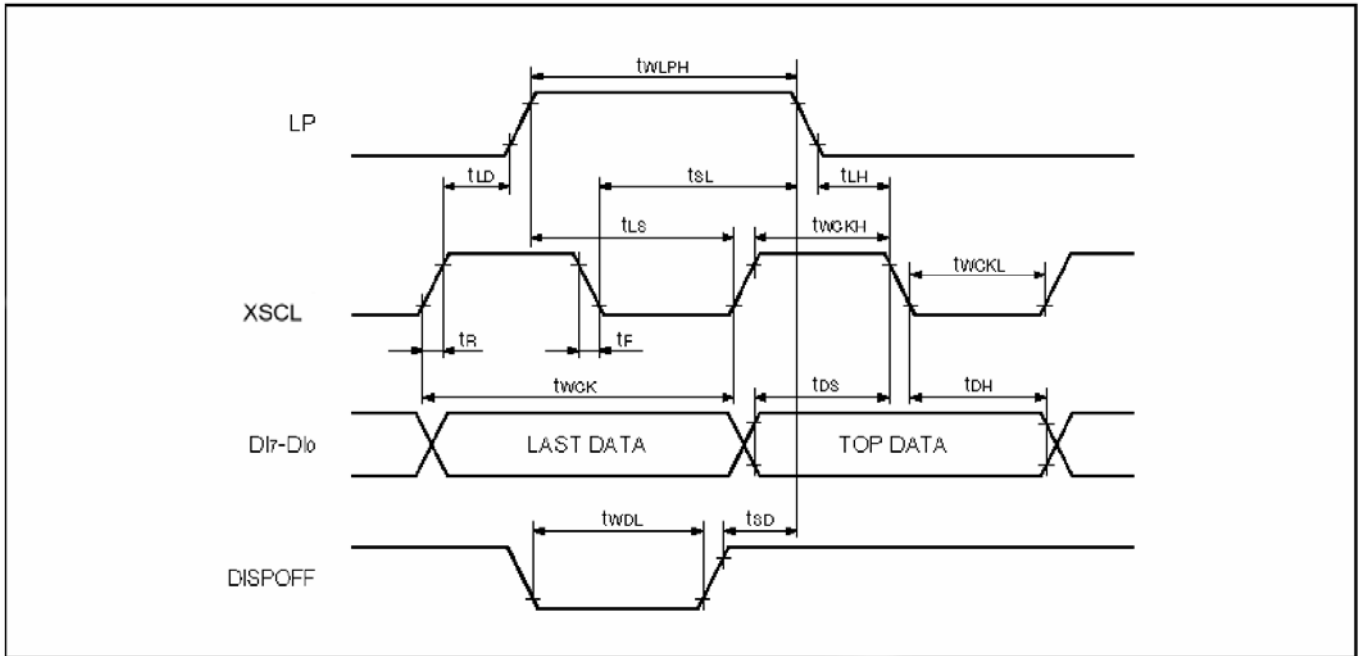 tWLPH
LP
tLD
tSL
tLH
tLS
tWCKH
tWCKL
XSCL
tR
tF
tWCK
tDS
tDH
DI7-DI0
LAST DATA
TOP DATA
tWDL
tSD
DISPOFF